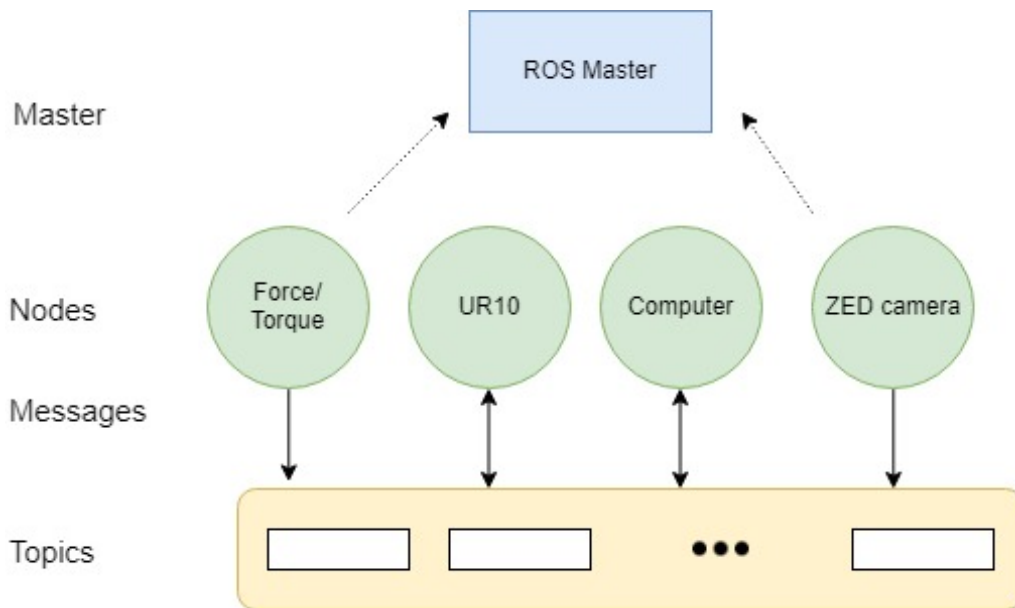 ROS Master
Master
Force/
Torque
UR10
Computer
ZED camera
Nodes
Messages
Topics